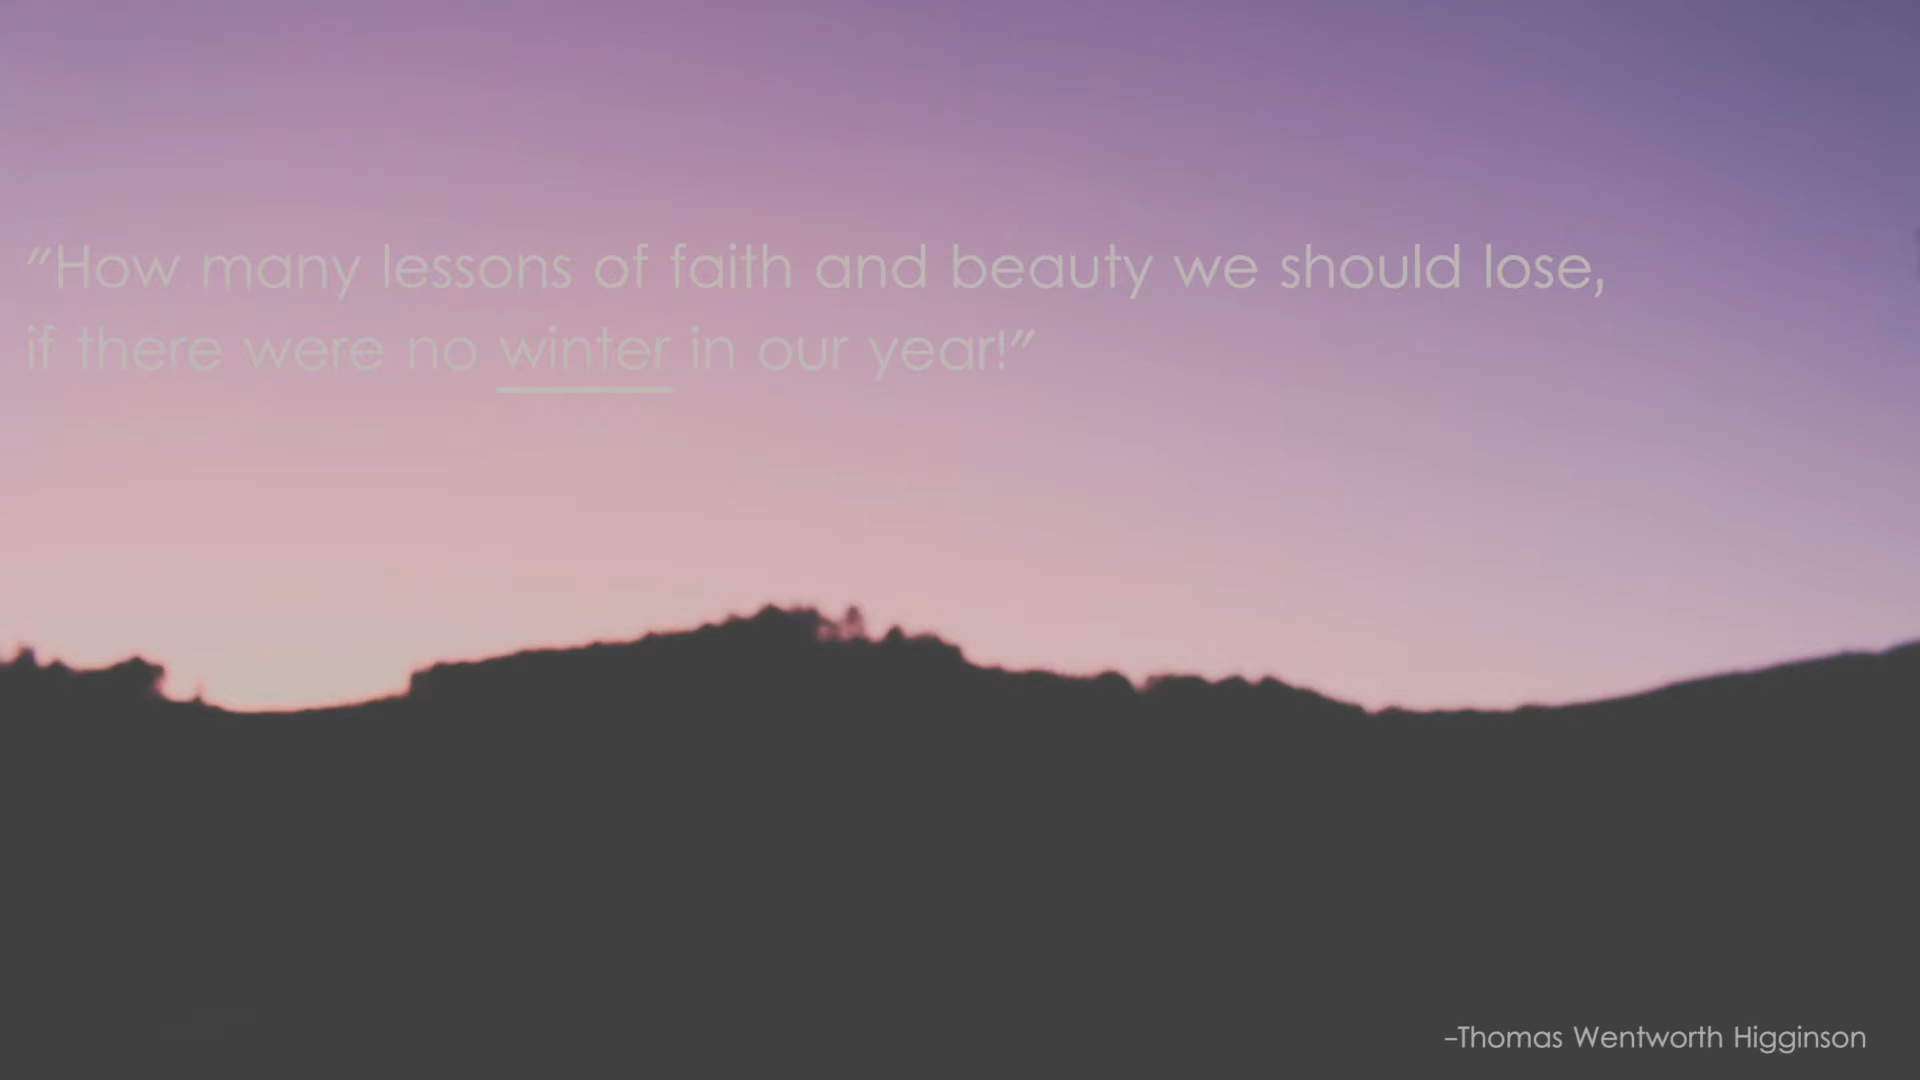 "How many lessons of faith and beauty we should lose,
if there were no winter in our year!"
–Thomas Wentworth Higginson